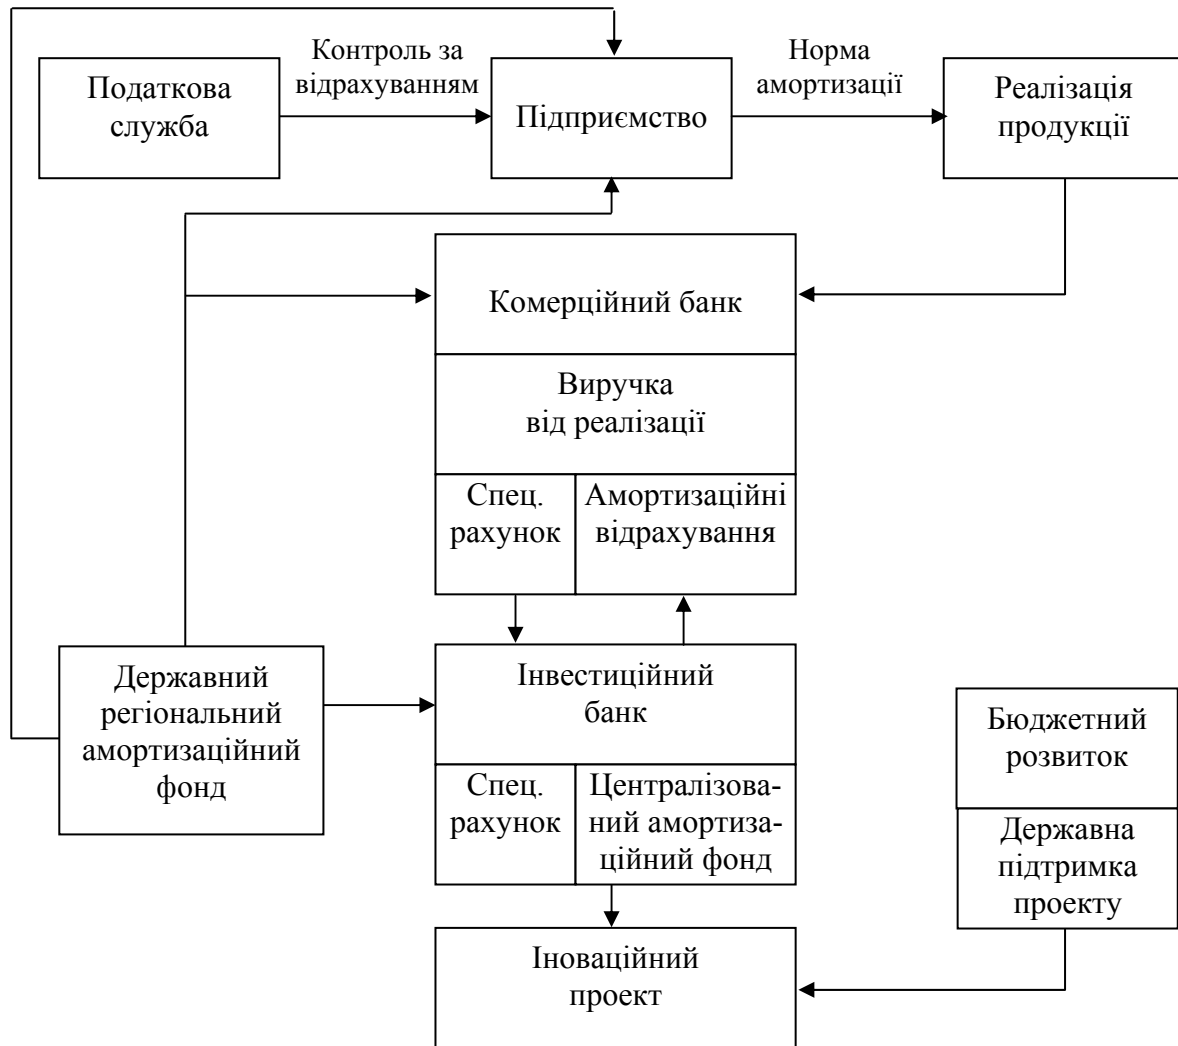 Контроль за
відрахуванням
Норма
амортизації
Податкова
служба
Підприємство
Реалізація
продукції
Комерційний банк
Виручка
від реалізації
Спец.
рахунок
Амортизаційні
відрахування
Державний
регіональний
амортизаційний
фонд
Інвестиційний
банк
Спец.
рахунок
Централізова-
ний амортиза-
ційний фонд
Бюджетний
розвиток
Державна
підтримка
проекту
Іноваційний
проект